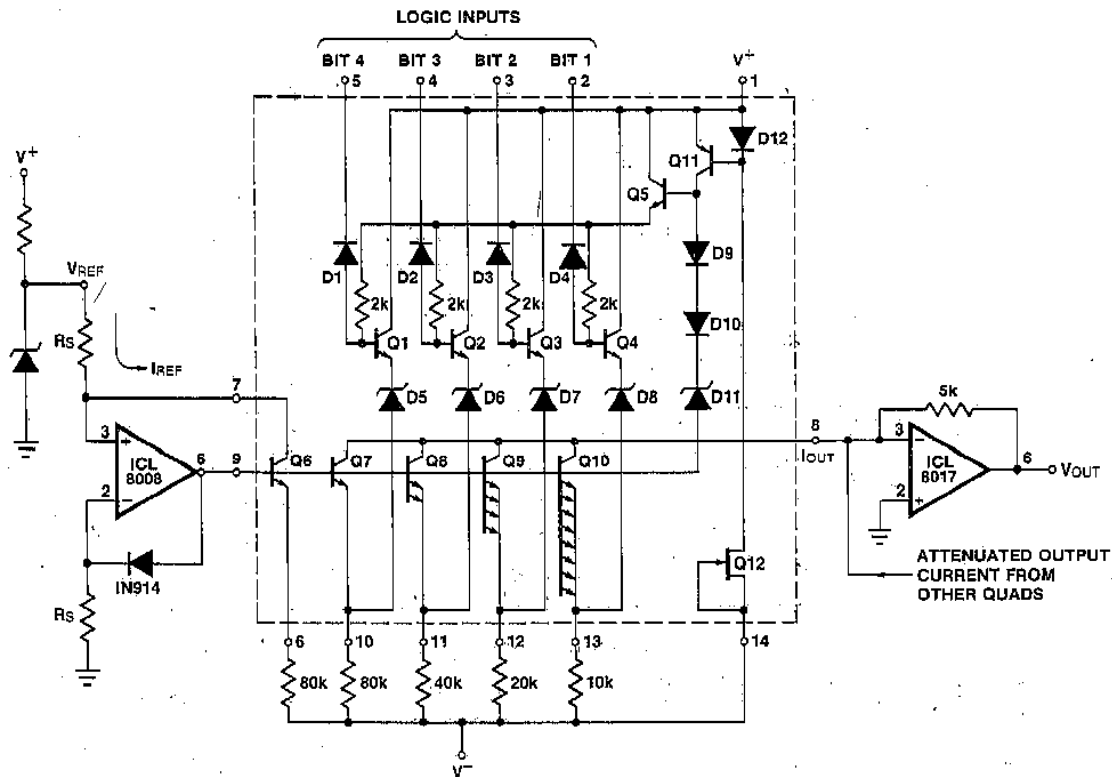 LOGIC INPUTS
BIT 4 BIT 3 BIT 2 BIT 1 V+
5 4 3 2 1
D12
V+
Q11
Q5
VREF
D1 D2 D3 D4 D9
2k 2k 2k 2k
D10
RS
Q1 Q2 Q3 Q4
IREF
D5 D6 D7 D8 D11
7
5k
8
3 + ICL 8008 6 9
Q6 Q7 Q8 Q9 Q10
IOUT
3 − ICL 8017 6 VOUT
2 −
2 +
IN914
Q12
ATTENUATED OUTPUT
CURRENT FROM
OTHER QUADS
RS
6 10 11 12 13 14
80k 80k 40k 20k 10k
V−